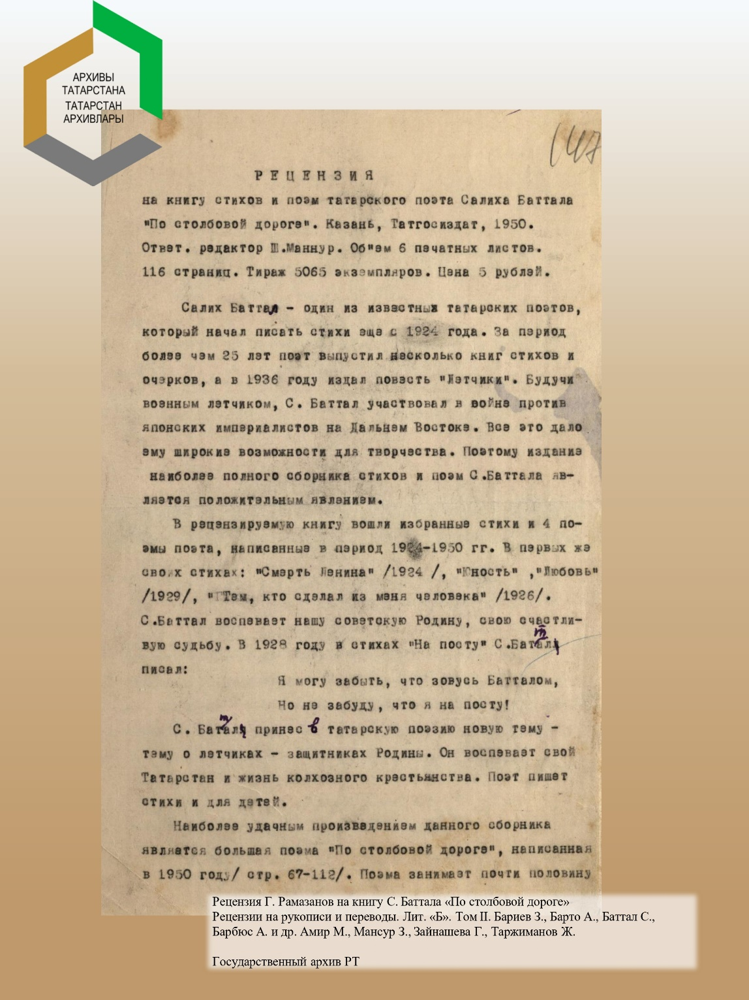 АРХИВЫ
ТАТАРСТАНА
ТАТАРСТАН
АРХИВЛАРЫ
147
РЕЦЕНЗИЯ
на книгу стихов и поэм татарского поэта Салиха Баттала
"По столбовой дороге". Казань, Татгосиздат, 1950.
Ответ. редактор Ш.Маннур. Об"ем 6 печатных листов.
116 страниц. Тираж 5065 экземпляров. Цена 5 рублей.
Салих Баттал - один из известных татарских поэтов,
который начал писать стихи еще с 1924 года. За период
более чем 25 лет поэт выпустил несколько книг стихов и
очерков, а в 1936 году издал повесть "Летчики". Будучи
военным летчиком, С. Баттал участвовал в войне против
японских империалистов на Дальнем Востоке. Все это дало
ему широкие возможности для творчества. Поэтому издание
наиболее полного сборника стихов и поэм С.Баттала яв-
ляется положительным явлением.
В рецензируемую книгу вошли избранные стихи и 4 по-
эмы поэта, написанные в период 1924-1950 гг. В первых же
своих стихах: "Смерть Ленина" /1924 /, "Юность" ,"Любовь"
/1929/, "Тем, кто сделал из меня человека" /1926/.
С.Баттал воспевает нашу советскую Родину, свою счастли-
вую судьбу. В 1928 году в стихах "На посту" С.Баттал
писал:
Я могу забыть, что зовусь Батталом,
Но не забуду, что я на посту!
С. Баттал принес в татарскую поэзию новую тему -
тему о летчиках - защитниках Родины. Он воспевает свой
Татарстан и жизнь колхозного крестьянства. Поэт пишет
стихи и для детей.
Наиболее удачным произведением данного сборника
является большая поэма "По столбовой дороге", написанная
в 1950 году/ стр. 67-112/. Поэма занимает почти половину
Рецензия Г. Рамазанов на книгу С. Баттала «По столбовой дороге»
Рецензии на рукописи и переводы. Лит. «Б». Том II. Бариев З., Барто А., Баттал С.,
Барбюс А. и др. Амир М., Мансур З., Зайнашева Г., Таржиманов Ж.
Государственный архив РТ